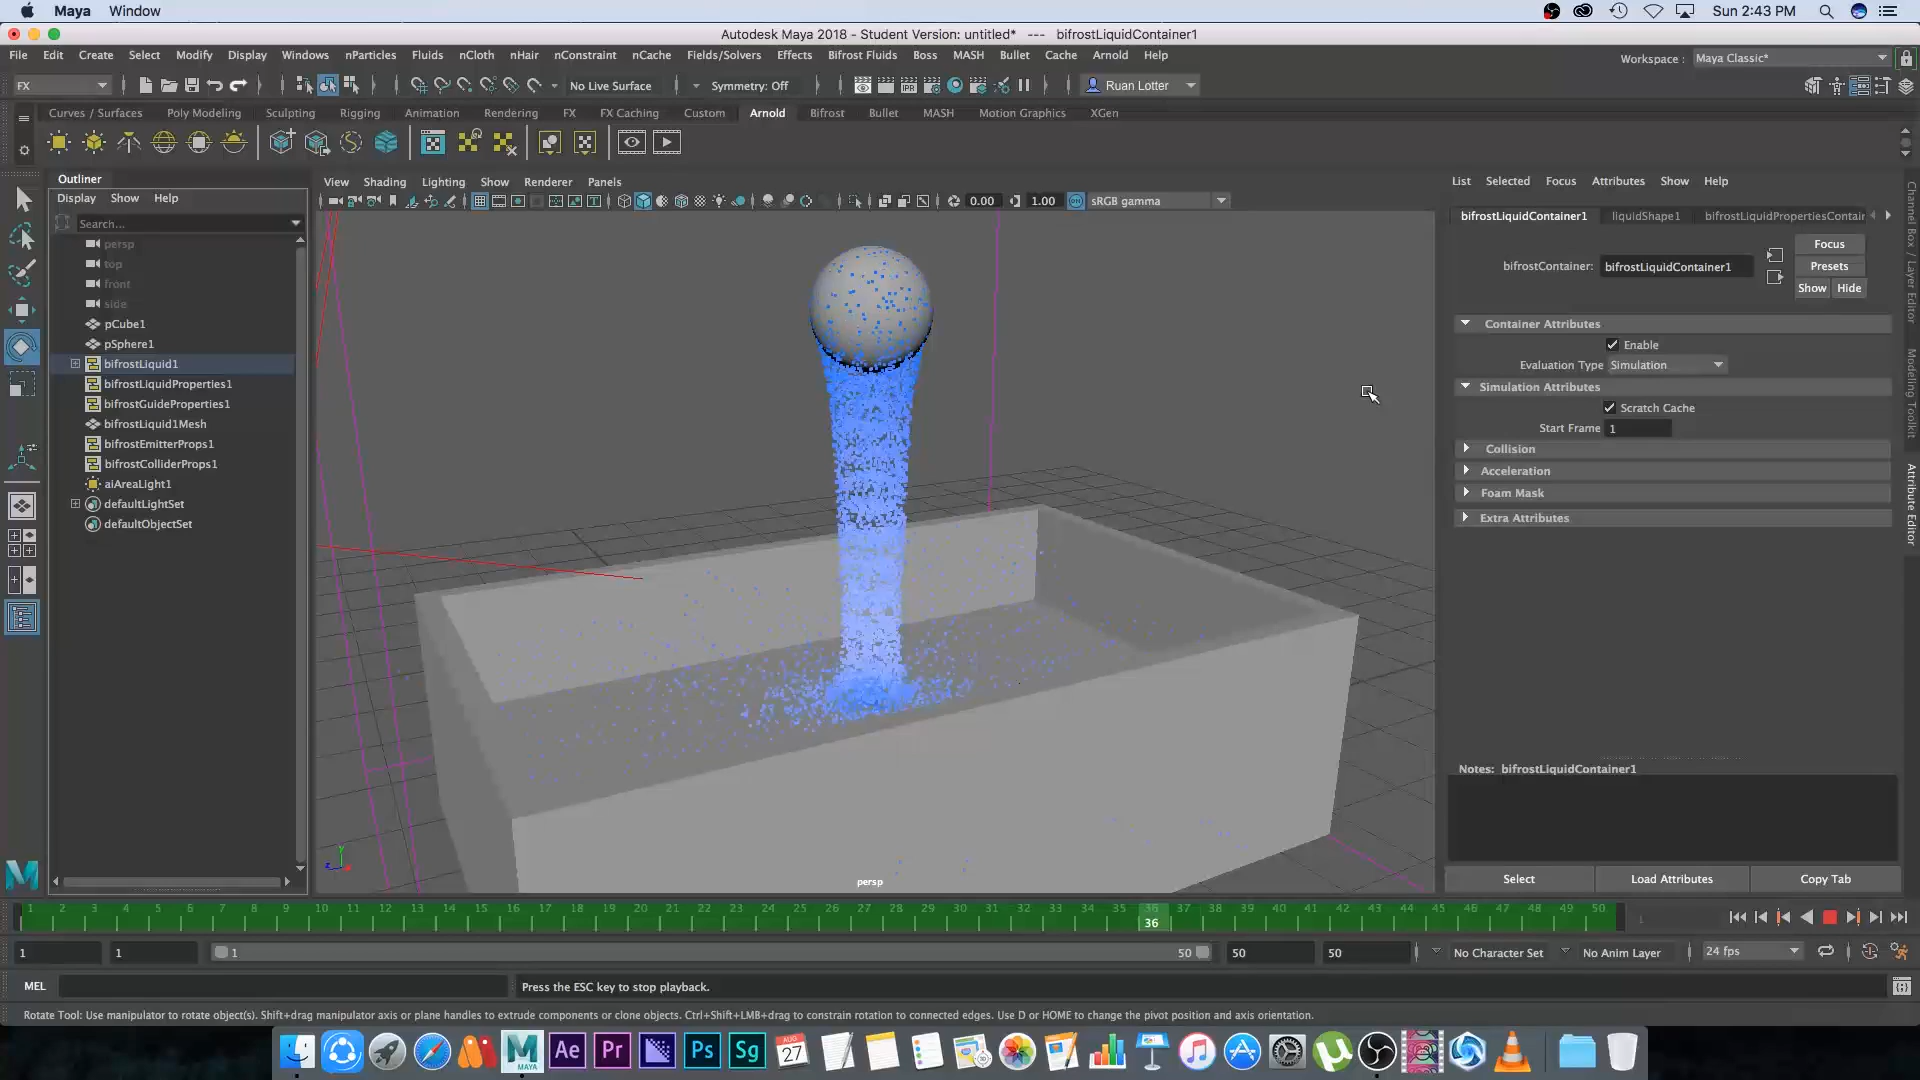 Maya Window Sun 2:43 PM
Autodesk Maya 2018 - Student Version: untitled* --- bifrostLiquidContainer1
File Edit Create Select Modify Display Windows nParticles Fluids nCloth nHair nConstraint nCache Fields/Solvers Effects Bifrost Fluids Boss MASH Bullet Cache Arnold Help Workspace : Maya Classic*
FX No Live Surface Symmetry: Off Ruan Lotter
Curves / Surfaces Poly Modeling Sculpting Rigging Animation Rendering FX FX Caching Custom Arnold Bifrost Bullet MASH Motion Graphics XGen
IPR
Outliner
Display Show Help
Search...
persp
top
front
side
pCube1
pSphere1
bifrostLiquid1
bifrostLiquidProperties1
bifrostGuideProperties1
bifrostLiquid1Mesh
bifrostEmitterProps1
bifrostColliderProps1
aiAreaLight1
defaultLightSet
defaultObjectSet
View Shading Lighting Show Renderer Panels
0.00 1.00 sRGB gamma
persp
List Selected Focus Attributes Show Help
bifrostLiquidContainer1 liquidShape1 bifrostLiquidPropertiesContair
bifrostContainer: bifrostLiquidContainer1
Focus
Presets
Show Hide
Container Attributes
Enable
Evaluation Type Simulation
Simulation Attributes
Scratch Cache
Start Frame 1
Collision
Acceleration
Foam Mask
Extra Attributes
Notes: bifrostLiquidContainer1
Select Load Attributes Copy Tab
Channel Box / Layer Editor
Modeling Toolkit
Attribute Editor
1 2 3 4 5 6 7 8 9 10 11 12 13 14 15 16 17 18 19 20 21 22 23 24 25 26 27 28 29 30 31 32 33 34 35 36 37 38 39 40 41 42 43 44 45 46 47 48 49 50
36
1 1 1 50 50 50 No Character Set No Anim Layer 24 fps
MEL Press the ESC key to stop playback.
Rotate Tool: Use manipulator to rotate object(s). Shift+drag manipulator axis or plane handles to extrude components or clone objects. Ctrl+Shift+LMB+drag to constrain rotation to connected edges. Use D or HOME to change the pivot position and axis orientation.
MAYA Ae Pr Ps Sg AUG 27